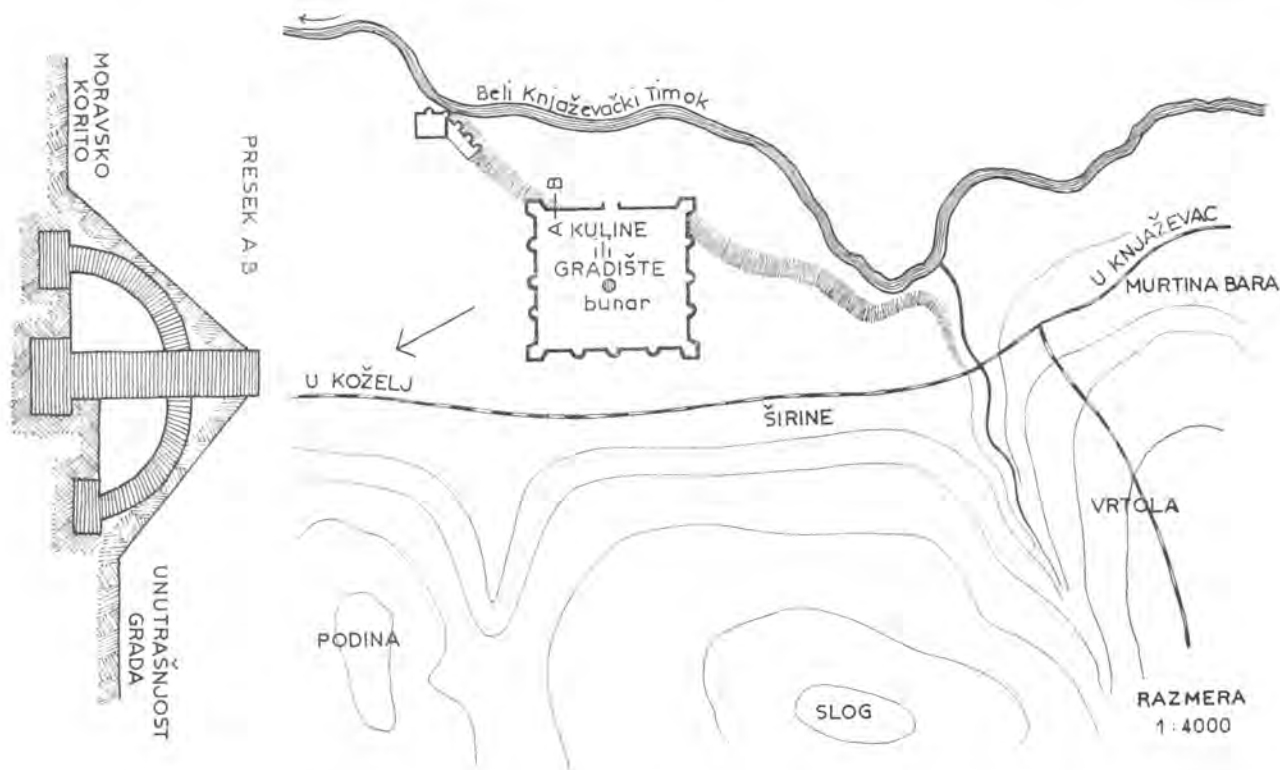 MORAVSKO
KORITO
PRESEK A.B
UNUTRAŠNJOST
GRADA
Beli Knjaževački Timok
A B
KULINE
ili
GRADIŠTE
bunar
U KNJAŽEVAC
MURTINA BARA
U KOŽELJ
ŠIRINE
VRTOLA
PODINA
SLOG
RAZMERA
1:4000